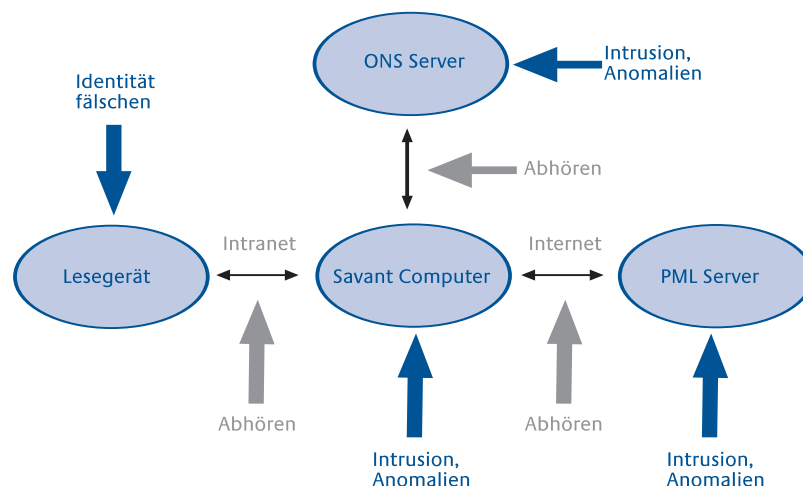 ONS Server
Intrusion,
Anomalien
Identität
fälschen
Abhören
Intranet
Internet
Lesegerät
Savant Computer
PML Server
Abhören
Abhören
Intrusion,
Anomalien
Intrusion,
Anomalien